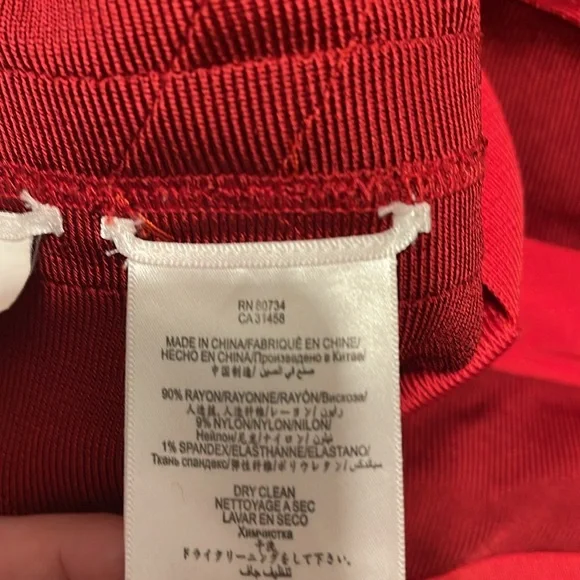 RN 80734
CA 31458
MADE IN CHINA/FABRIQUÉ EN CHINE/
HECHO EN CHINA/Произведено в Китае/
中国制造/ صنع في الصين/
90% RAYON/RAYONNE/RAYÓN/Вискоза/
人造丝, 人造纤维/レーヨン/ رايون/
9% NYLON/NYLON/NILON/
Нейлон/尼龙/ナイロン/ نايلون/
1% SPANDEX/ELASTHANNE/ELASTANO/
Ткань спандекс/弹性纤维/ポリウレタン/ سباندكس
DRY CLEAN
NETTOYAGE A SEC
LAVAR EN SECO
Химчистка
干洗
ドライクリーニングをして下さい。
تنظيف جاف